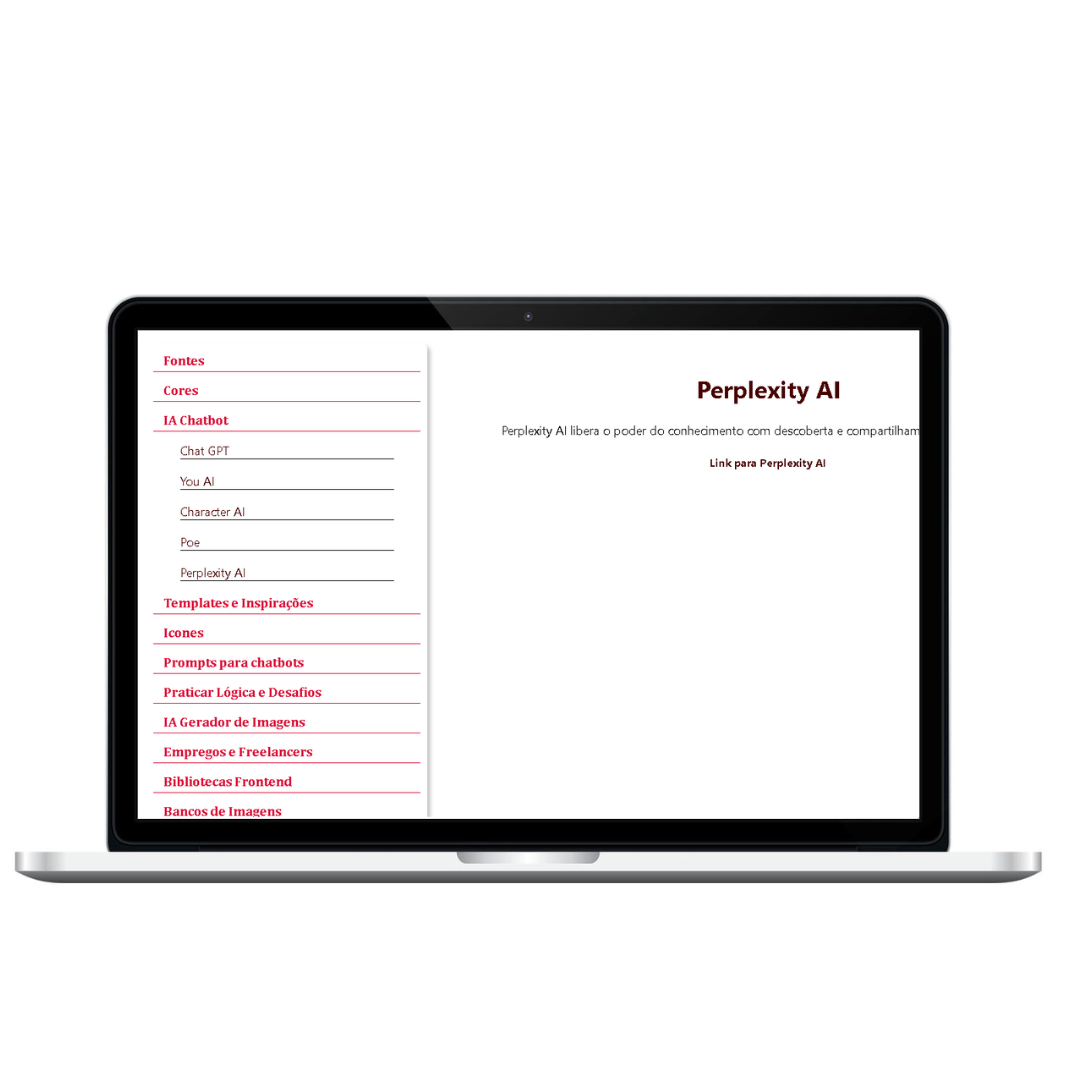 Fontes
Cores
IA Chatbot
Chat GPT
You AI
Character AI
Poe
Perplexity AI
Templates e Inspirações
Icones
Prompts para chatbots
Praticar Lógica e Desafios
IA Gerador de Imagens
Empregos e Freelancers
Bibliotecas Frontend
Bancos de Imagens
Perplexity AI
Perplexity AI libera o poder do conhecimento com descoberta e compartilham
Link para Perplexity AI